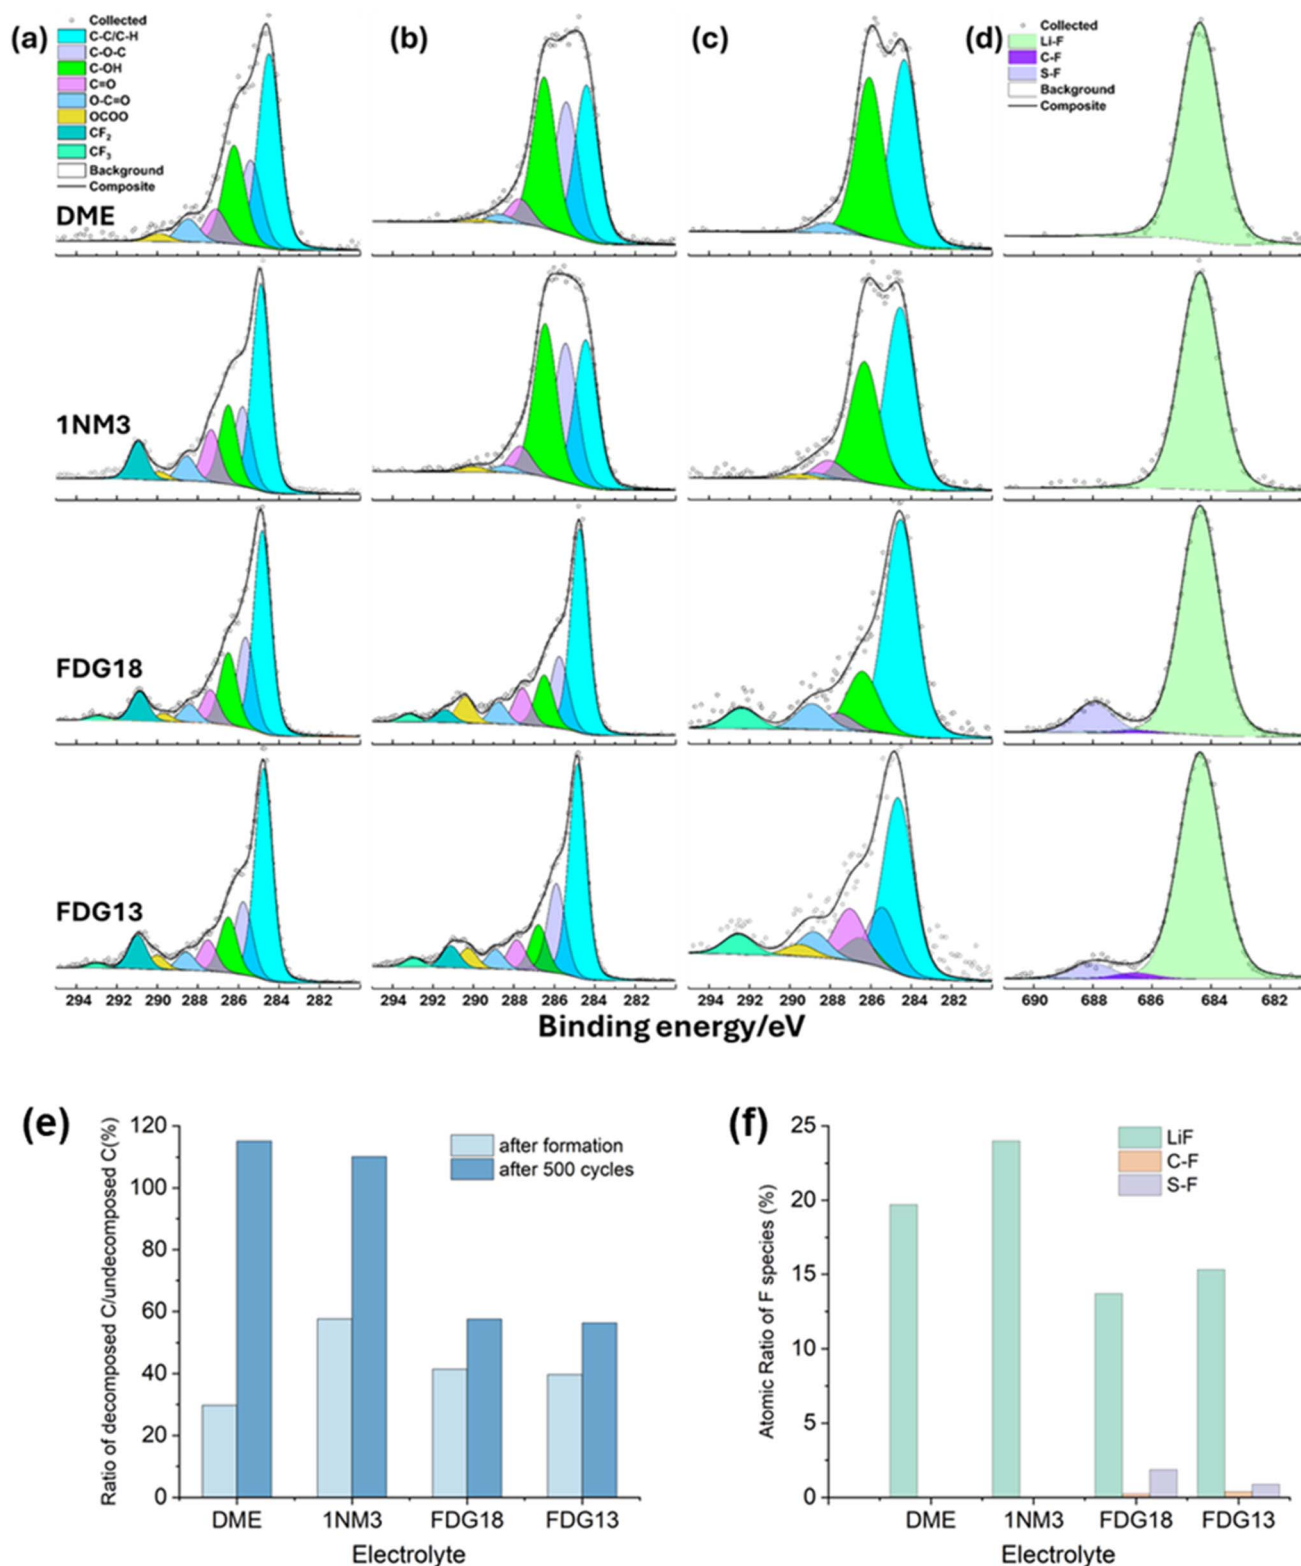 (a)
Collected
C-C/C-H
C-O-C
C-OH
C=O
O-C=O
OCOO
CF2
CF3
Background
Composite
(b)
(c)
(d)
Collected
Li-F
C-F
S-F
Background
Composite
DME
1NM3
FDG18
FDG13
294 292 290 288 286 284 282
294 292 290 288 286 284 282
294 292 290 288 286 284 282
690 688 686 684 682
Binding energy/eV
(e)
Ratio of decomposed C/undecomposed C(%)
120
100
80
60
40
20
0
after formation
after 500 cycles
DME 1NM3 FDG18 FDG13
Electrolyte
(f)
Atomic Ratio of F species (%)
25
20
15
10
5
0
LiF
C-F
S-F
DME 1NM3 FDG18 FDG13
Electrolyte